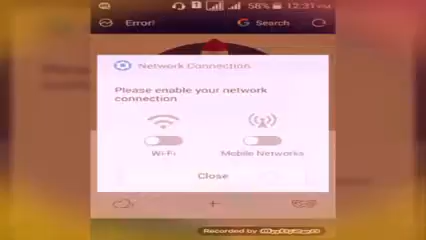 58% 12:31 PM
Error!
G Search
Network Connection
Please enable your network
connection
Wi-Fi
Mobile Networks
Close
Recorded by